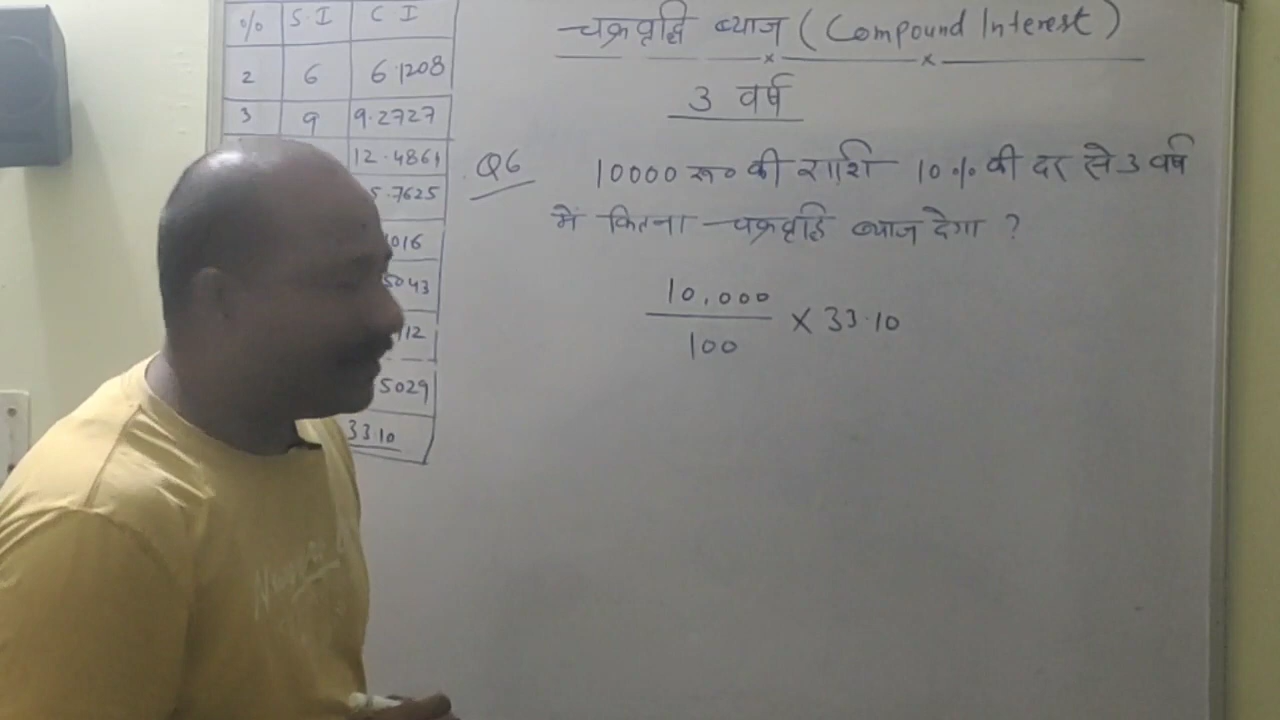 % S.I C I
2 6 6.1208
3 9 9.2727
12.4864
5.7625
016
5043
112
5029
33.10
चक्रवृद्धि ब्याज (Compound Interest)
3 वर्ष
Q6 10000 रू० की राशि 10% की दर से 3 वर्ष
में कितना चक्रवृद्धि ब्याज देगा ?
10,000
100
× 33.10